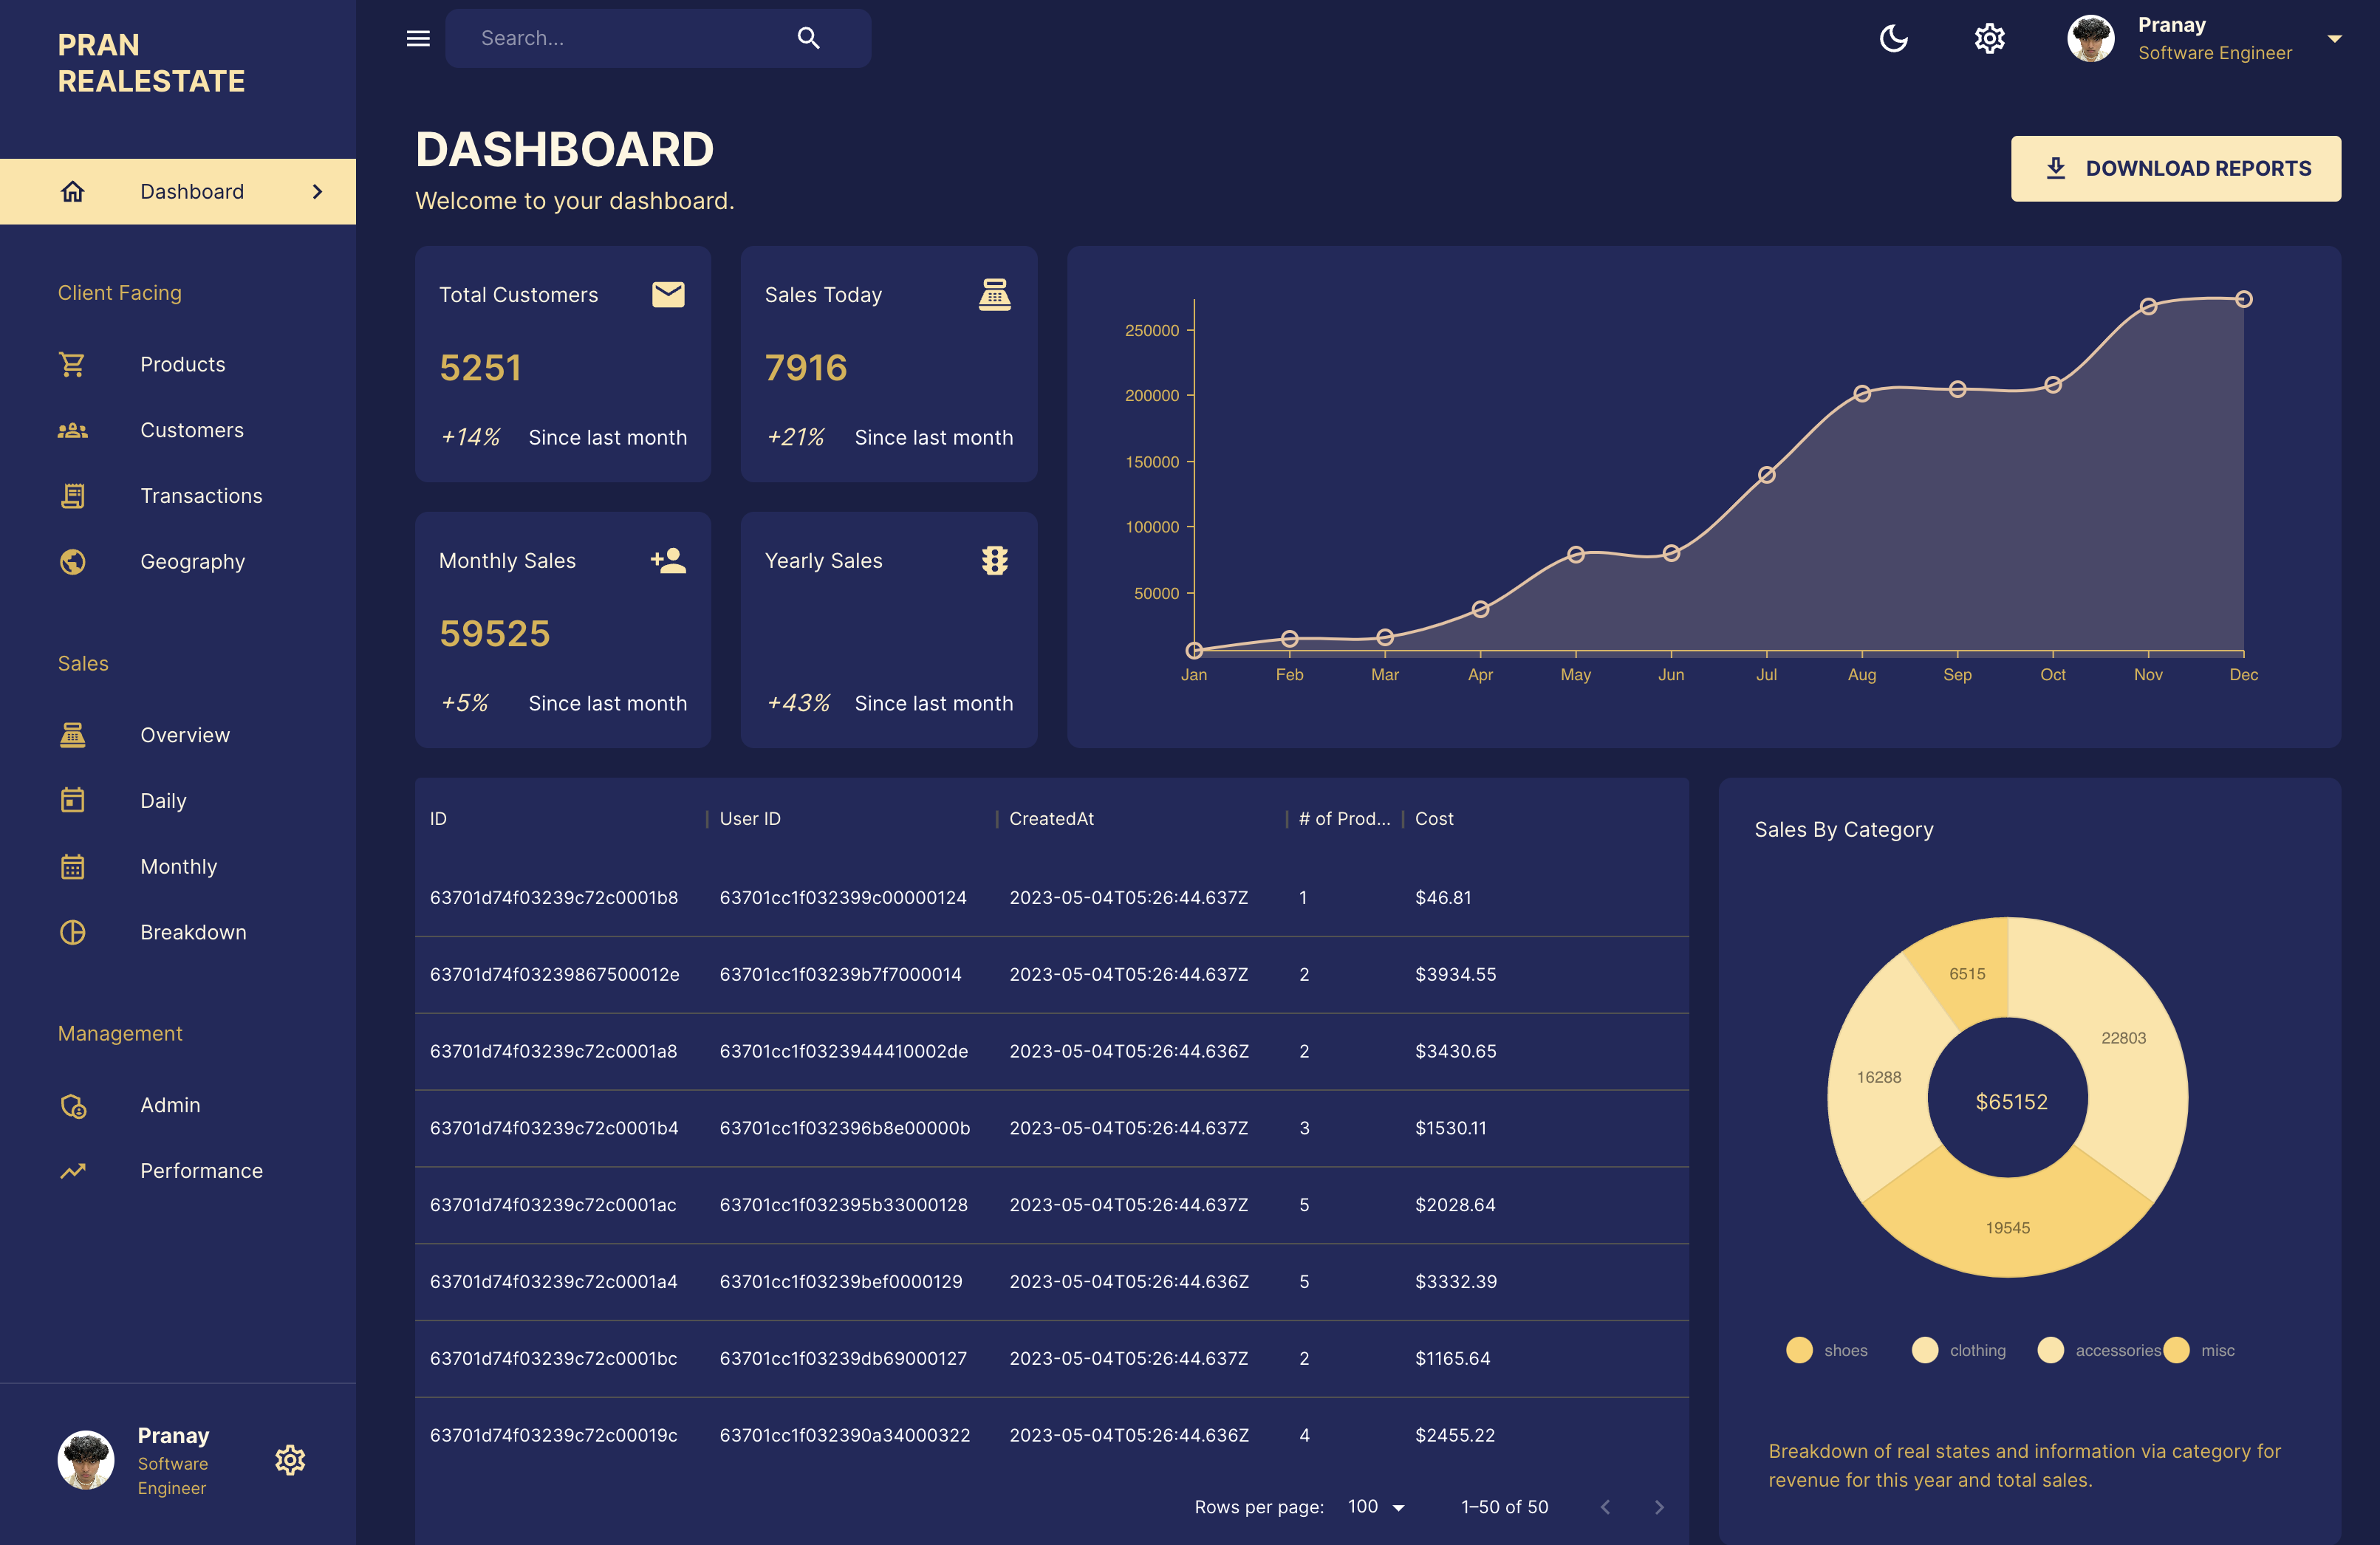 PRAN
REALESTATE
Dashboard
Client Facing
Products
Customers
Transactions
Geography
Sales
Overview
Daily
Monthly
Breakdown
Management
Admin
Performance
Pranay
Software
Engineer
Search...
Pranay
Software Engineer
DASHBOARD
Welcome to your dashboard.
DOWNLOAD REPORTS
Total Customers
5251
+14% Since last month
Sales Today
7916
+21% Since last month
Monthly Sales
59525
+5% Since last month
Yearly Sales
+43% Since last month
250000
200000
150000
100000
50000
Jan Feb Mar Apr May Jun Jul Aug Sep Oct Nov Dec
ID User ID CreatedAt # of Prod... Cost
63701d74f03239c72c0001b8 63701cc1f032399c00000124 2023-05-04T05:26:44.637Z 1 $46.81
63701d74f03239867500012e 63701cc1f03239b7f7000014 2023-05-04T05:26:44.637Z 2 $3934.55
63701d74f03239c72c0001a8 63701cc1f0323944410002de 2023-05-04T05:26:44.636Z 2 $3430.65
63701d74f03239c72c0001b4 63701cc1f032396b8e00000b 2023-05-04T05:26:44.637Z 3 $1530.11
63701d74f03239c72c0001ac 63701cc1f032395b33000128 2023-05-04T05:26:44.637Z 5 $2028.64
63701d74f03239c72c0001a4 63701cc1f03239bef0000129 2023-05-04T05:26:44.636Z 5 $3332.39
63701d74f03239c72c0001bc 63701cc1f03239db69000127 2023-05-04T05:26:44.637Z 2 $1165.64
63701d74f03239c72c00019c 63701cc1f032390a34000322 2023-05-04T05:26:44.636Z 4 $2455.22
Rows per page: 100 1–50 of 50
Sales By Category
6515
22803
16288
$65152
19545
shoes clothing accessories misc
Breakdown of real states and information via category for
revenue for this year and total sales.